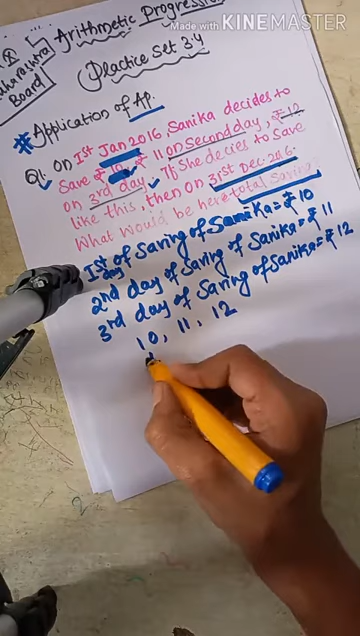 Made with KINEMASTER
Maharashtra Board
Arithmetic Progression
Practice Set 3.4
* Application of Ap.
Q1. On Ist Jan 2016 Sanika decides to
Save ₹ 10, ₹ 11 on Second day, ₹ 12
on 3rd day. If She decies to Save
like this, then on 31st Dec. 2016.
What would be her total Saving?
Ist day of Saving of Sanika = ₹ 10
2nd day of Saving of Sanika = ₹ 11
3rd day of Saving of Sanika = ₹ 12
10, 11, 12